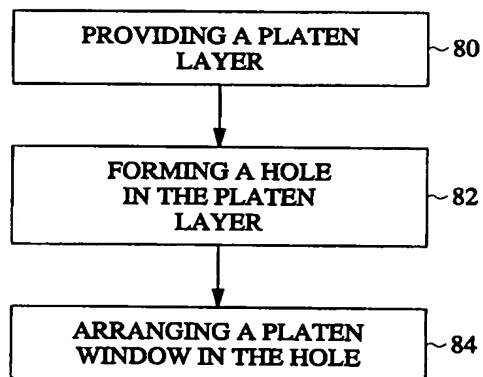 PROVIDING A PLATEN
LAYER
80
FORMING A HOLE
IN THE PLATEN
LAYER
82
ARRANGING A PLATEN
WINDOW IN THE HOLE
84